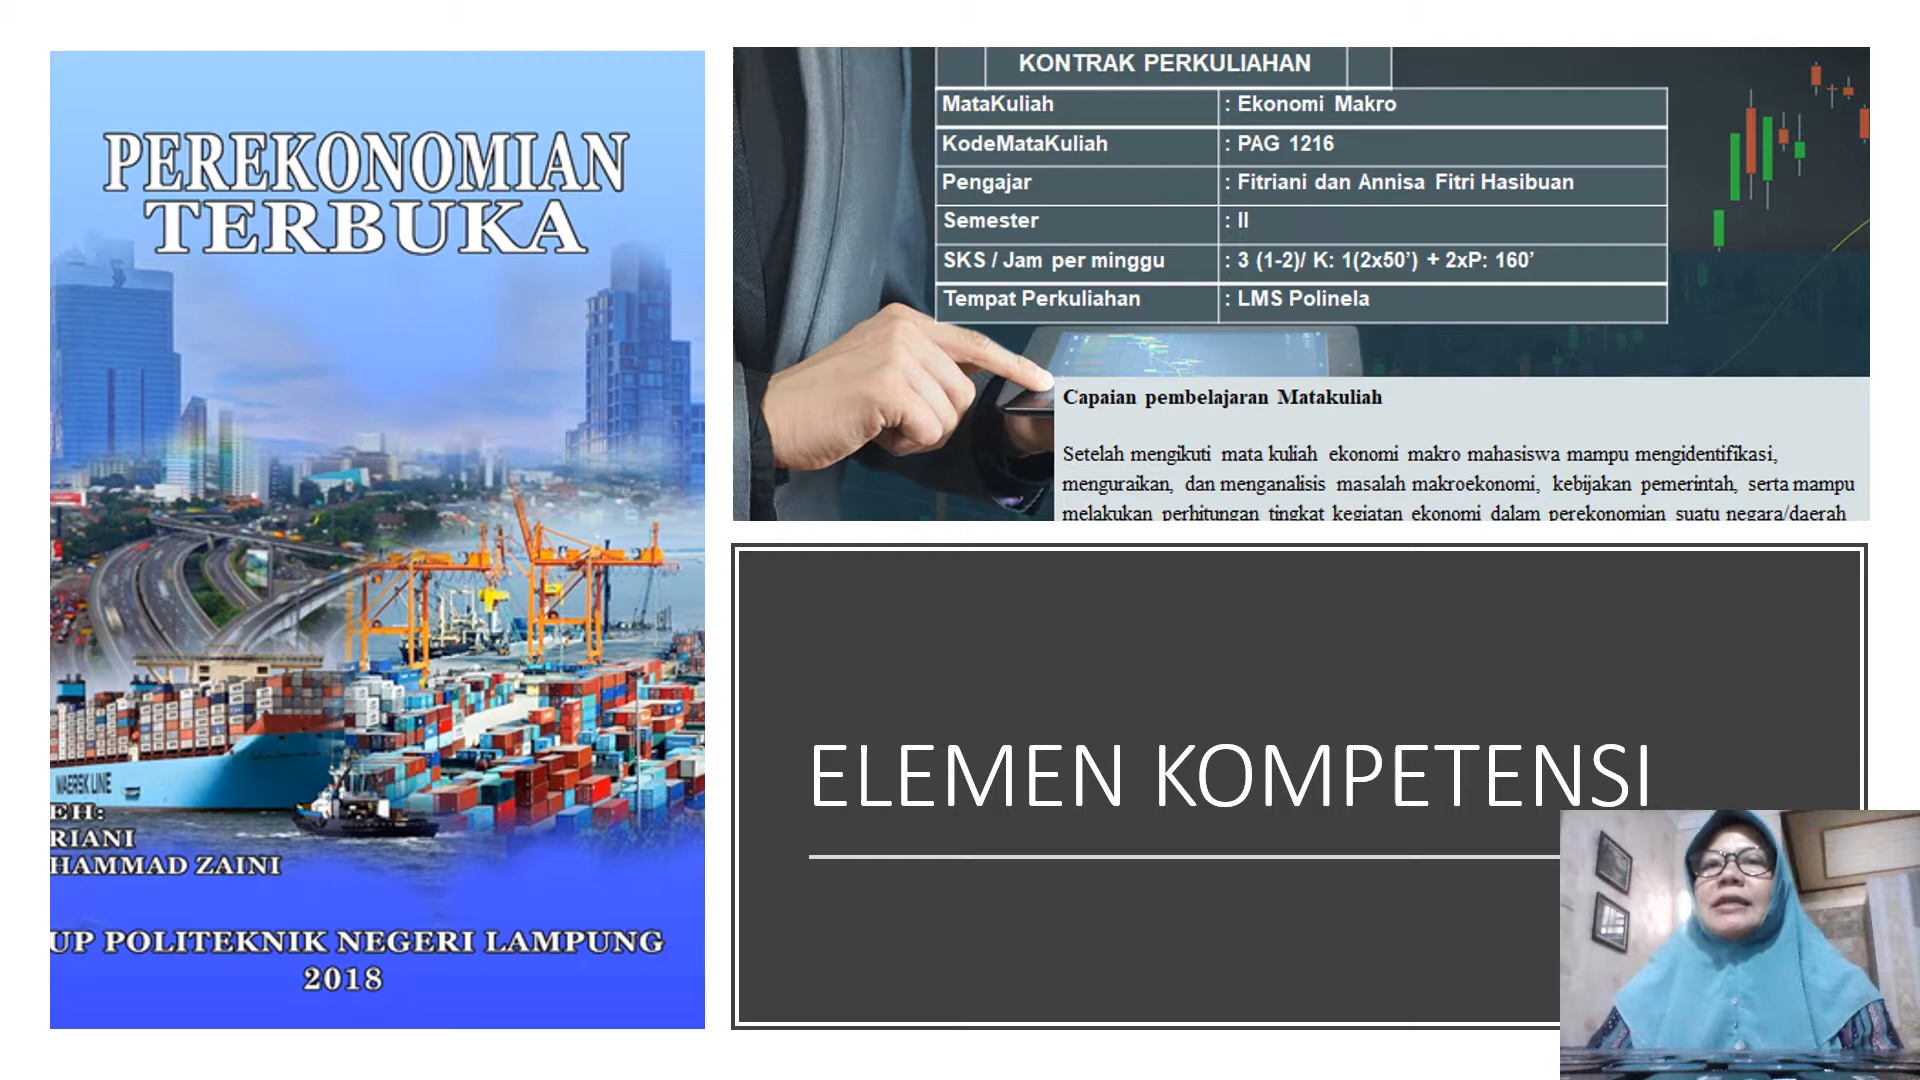 PEREKONOMIAN
TERBUKA
MAERSK LINE
EH:
RIANI
HAMMAD ZAINI
UP POLITEKNIK NEGERI LAMPUNG
2018
KONTRAK PERKULIAHAN
MataKuliah : Ekonomi Makro
KodeMataKuliah : PAG 1216
Pengajar : Fitriani dan Annisa Fitri Hasibuan
Semester : II
SKS / Jam per minggu : 3 (1-2)/ K: 1(2x50’) + 2xP: 160’
Tempat Perkuliahan : LMS Polinela
Capaian pembelajaran Matakuliah
Setelah mengikuti mata kuliah ekonomi makro mahasiswa mampu mengidentifikasi,
menguraikan, dan menganalisis masalah makroekonomi, kebijakan pemerintah, serta mampu
melakukan perhitungan tingkat kegiatan ekonomi dalam perekonomian suatu negara/daerah
ELEMEN KOMPETENSI